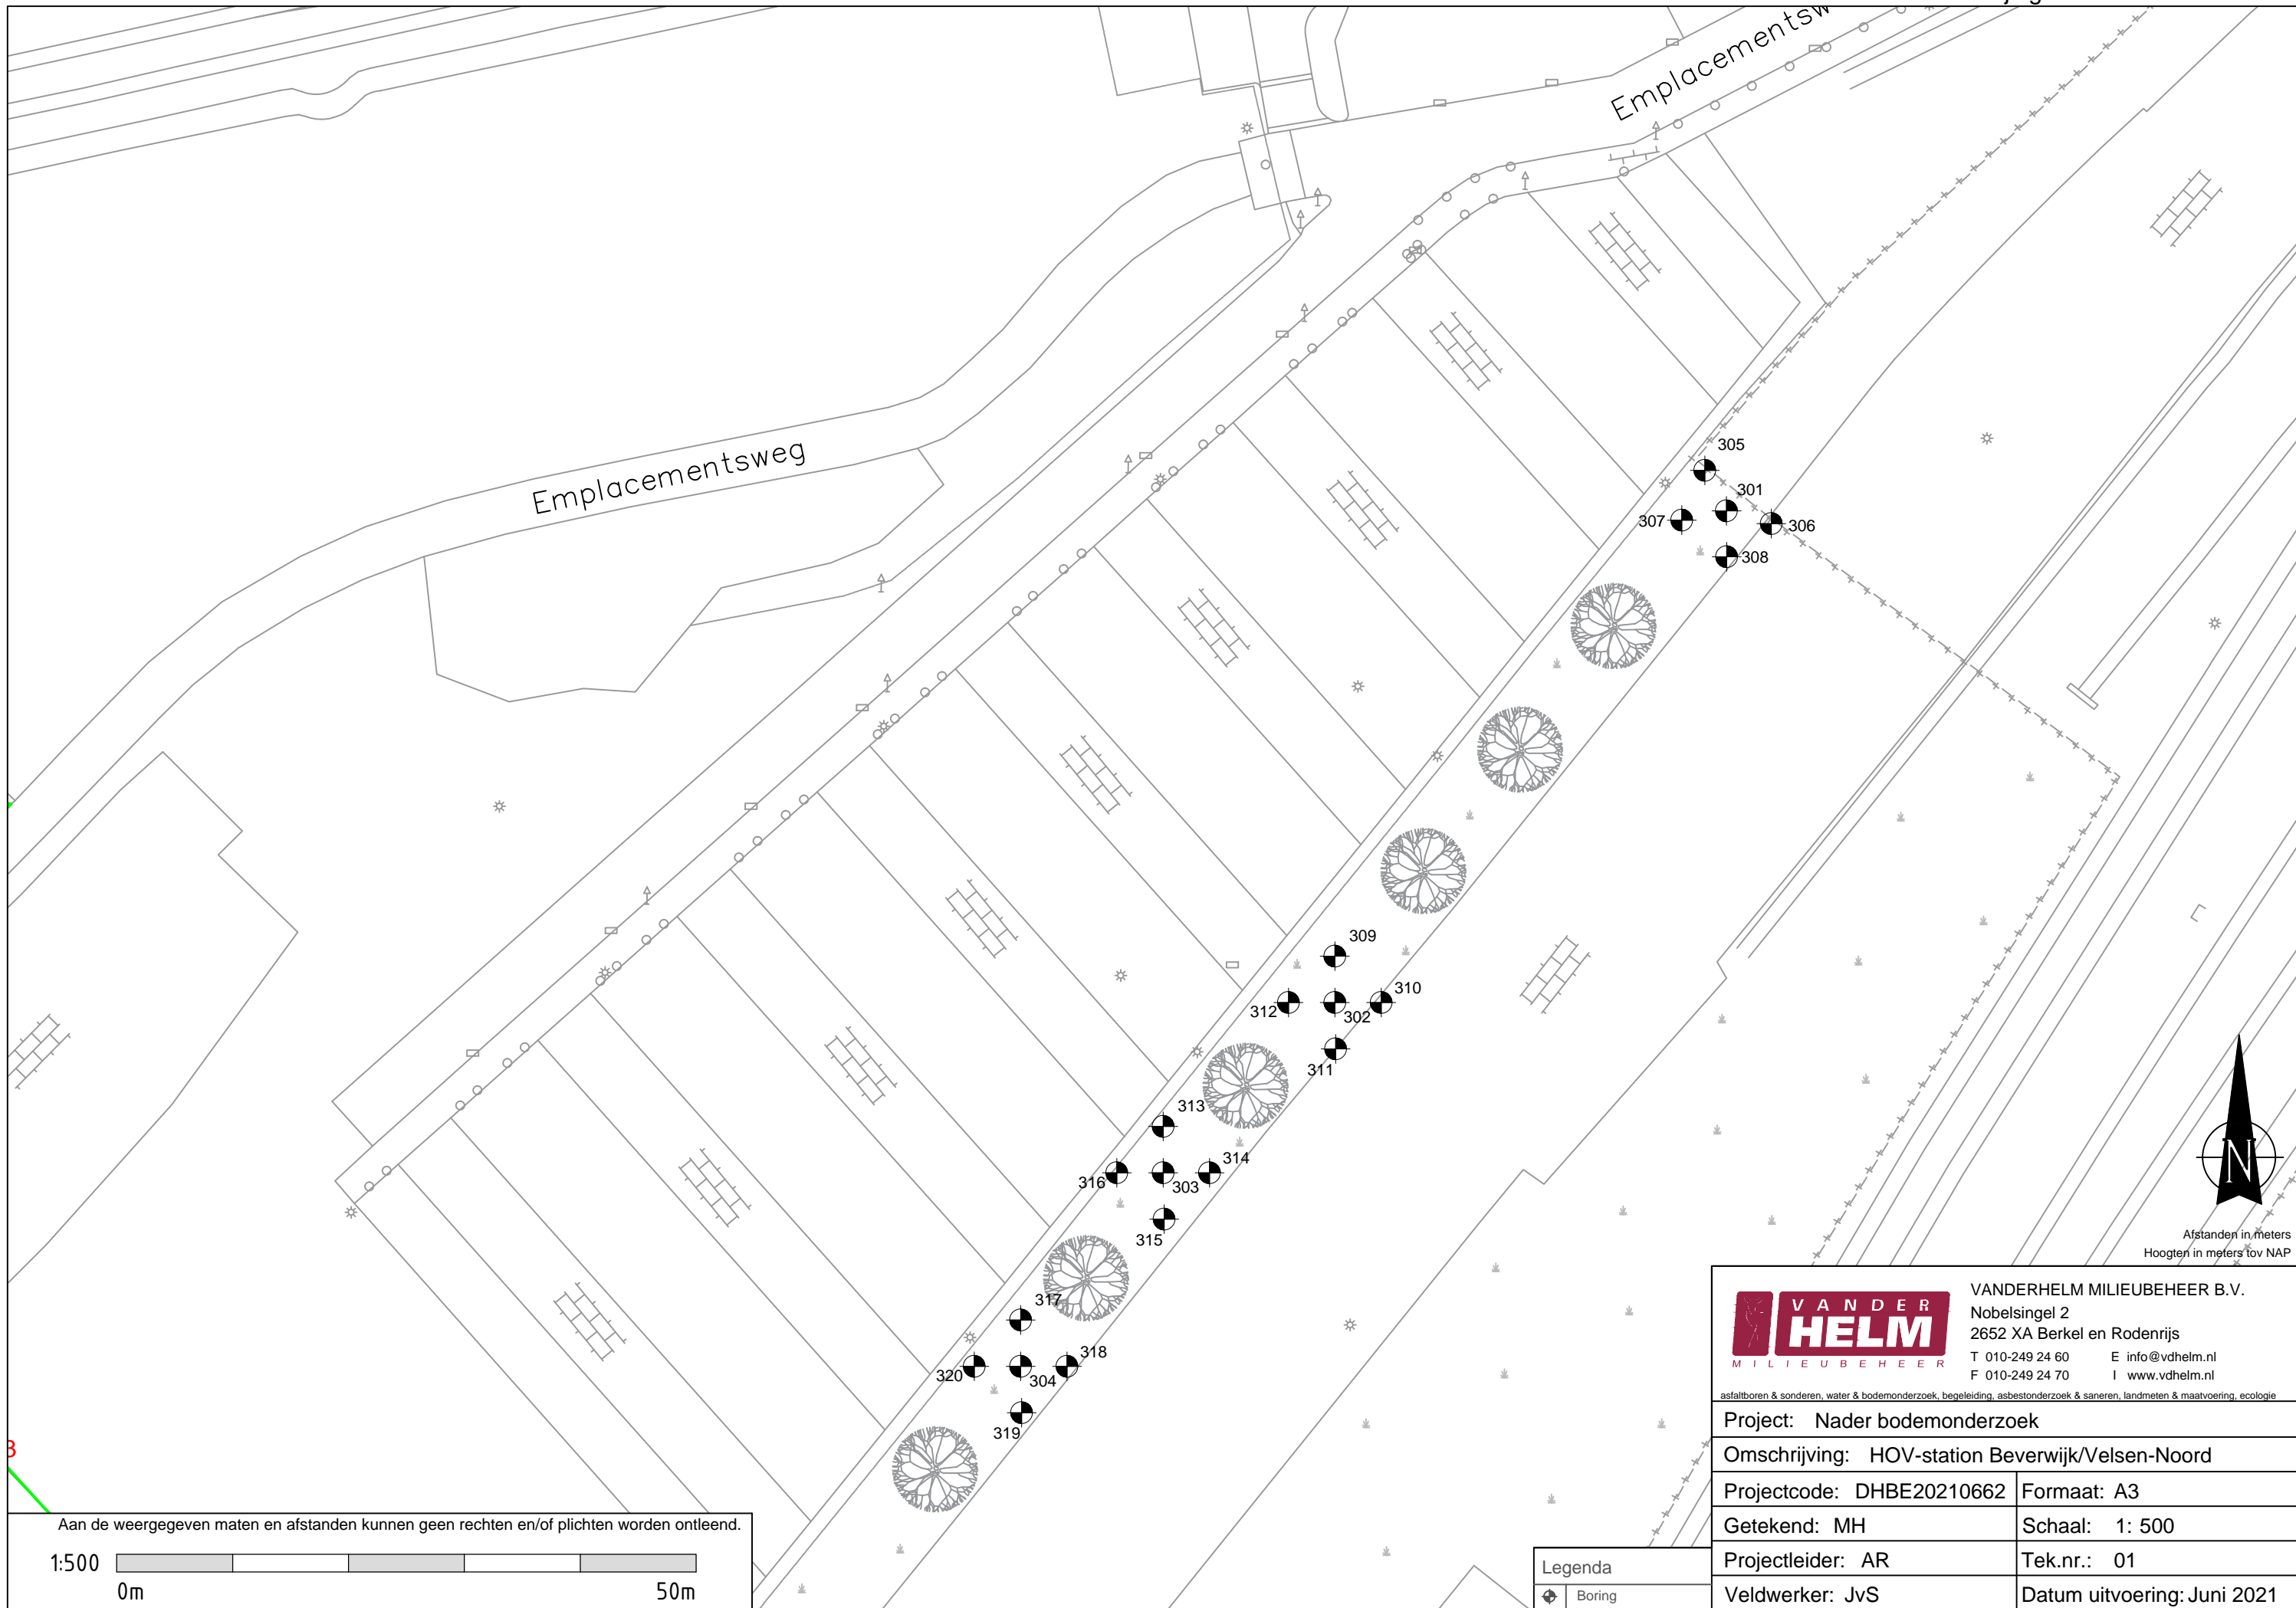 Emplacementsw
Emplacementsweg
305
301
307
306
308
309
312
302
310
311
313
316
303
314
315
317
320
304
318
319
3
N
Afstanden in meters
Hoogten in meters tov NAP
Aan de weergegeven maten en afstanden kunnen geen rechten en/of plichten worden ontleend.
1:500
0m 50m
Legenda
Boring
VANDER
HELM
MILIEUBEHEER
VANDERHELM MILIEUBEHEER B.V.
Nobelsingel 2
2652 XA Berkel en Rodenrijs
T 010-249 24 60 E info@vdhelm.nl
F 010-249 24 70 I www.vdhelm.nl
asfaltboren & sonderen, water & bodemonderzoek, begeleiding, asbestonderzoek & saneren, landmeten & maatvoering, ecologie
Project: Nader bodemonderzoek
Omschrijving: HOV-station Beverwijk/Velsen-Noord
Projectcode: DHBE20210662 Formaat: A3
Getekend: MH Schaal: 1: 500
Projectleider: AR Tek.nr.: 01
Veldwerker: JvS Datum uitvoering: Juni 2021